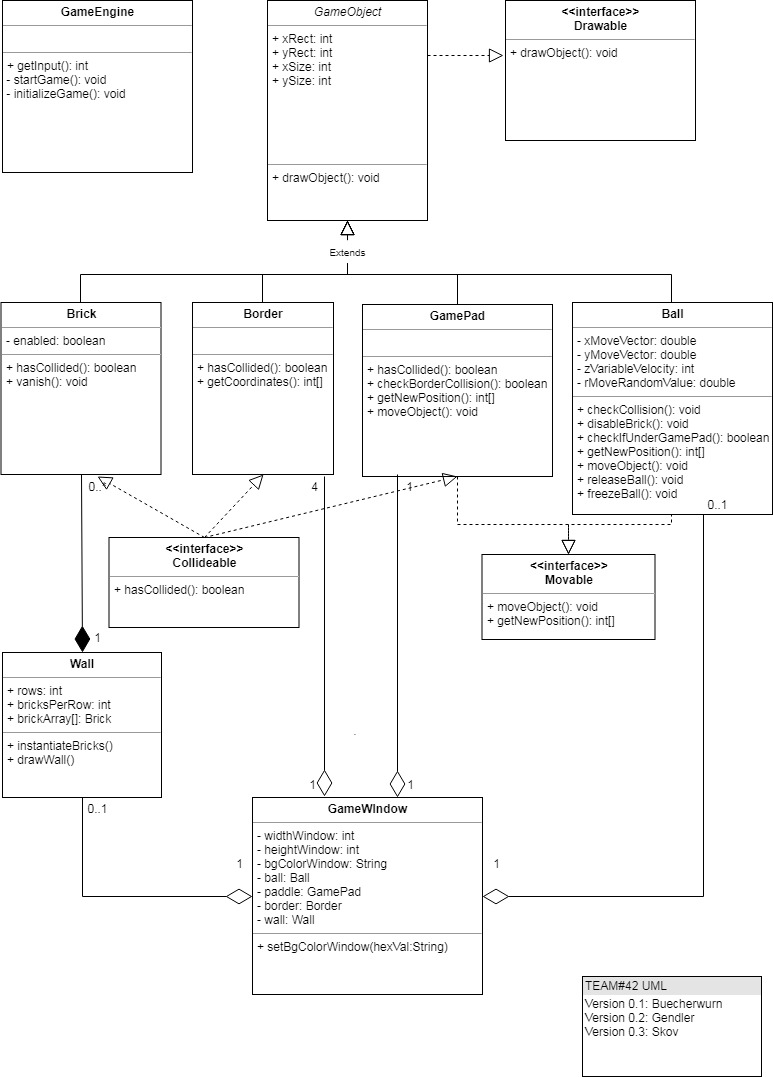 GameEngine
+ getInput(): int
- startGame(): void
- initializeGame(): void
GameObject
+ xRect: int
+ yRect: int
+ xSize: int
+ ySize: int
+ drawObject(): void
<<interface>>
Drawable
+ drawObject(): void
Extends
Brick
- enabled: boolean
+ hasCollided(): boolean
+ vanish(): void
Border
+ hasCollided(): boolean
+ getCoordinates(): int[]
GamePad
+ hasCollided(): boolean
+ checkBorderCollision(): boolean
+ getNewPosition(): int[]
+ moveObject(): void
Ball
- xMoveVector: double
- yMoveVector: double
- zVariableVelocity: int
- rMoveRandomValue: double
+ checkCollision(): void
+ disableBrick(): void
+ checkIfUnderGamePad(): boolean
+ getNewPosition(): int[]
+ moveObject(): void
+ releaseBall(): void
+ freezeBall(): void
0..*
4
1
0..1
<<interface>>
Collideable
+ hasCollided(): boolean
<<interface>>
Movable
+ moveObject(): void
+ getNewPosition(): int[]
1
Wall
+ rows: int
+ bricksPerRow: int
+ brickArray[]: Brick
+ instantiateBricks()
+ drawWall()
0..1
1
1
1
1
GameWIndow
- widthWindow: int
- heightWindow: int
- bgColorWindow: String
- ball: Ball
- paddle: GamePad
- border: Border
- wall: Wall
+ setBgColorWindow(hexVal:String)
TEAM#42 UML
Version 0.1: Buecherwurn
Version 0.2: Gendler
Version 0.3: Skov